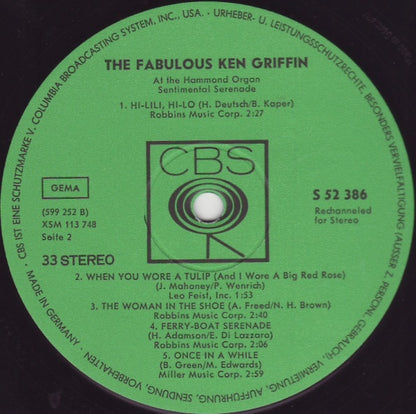 CBS IST EINE SCHUTZMARKE V. COLUMBIA BROADCASTING SYSTEM, INC., USA. · URHEBER- U. LEISTUNGSSCHUTZRECHTE, BESONDERS VERVIELFÄLTIGUNG (AUSSER Z. PERSÖNL. GEBRAUCH), VERMIETUNG, AUFFÜHRUNG, SENDUNG, VORBEHALTEN · MADE IN GERMANY
THE FABULOUS KEN GRIFFIN
At the Hammond Organ
Sentimental Serenade
1. HI-LILI, HI-LO (H. Deutsch/B. Kaper)
Robbins Music Corp. 2:27
CBS
GEMA
(599 252 B)
XSM 113 748
Seite 2
S 52 386
Rechanneled
for Stereo
33 STEREO
2. WHEN YOU WORE A TULIP (And I Wore A Big Red Rose)
(J. Mahoney/P. Wenrich)
Leo Feist, Inc. 1:53
3. THE WOMAN IN THE SHOE (A. Freed/N. H. Brown)
Robbins Music Corp. 2:40
4. FERRY-BOAT SERENADE
(H. Adamson/E. Di Lazzaro)
Robbins Music Corp. 2:06
5. ONCE IN A WHILE
(B. Green/M. Edwards)
Miller Music Corp. 2:59